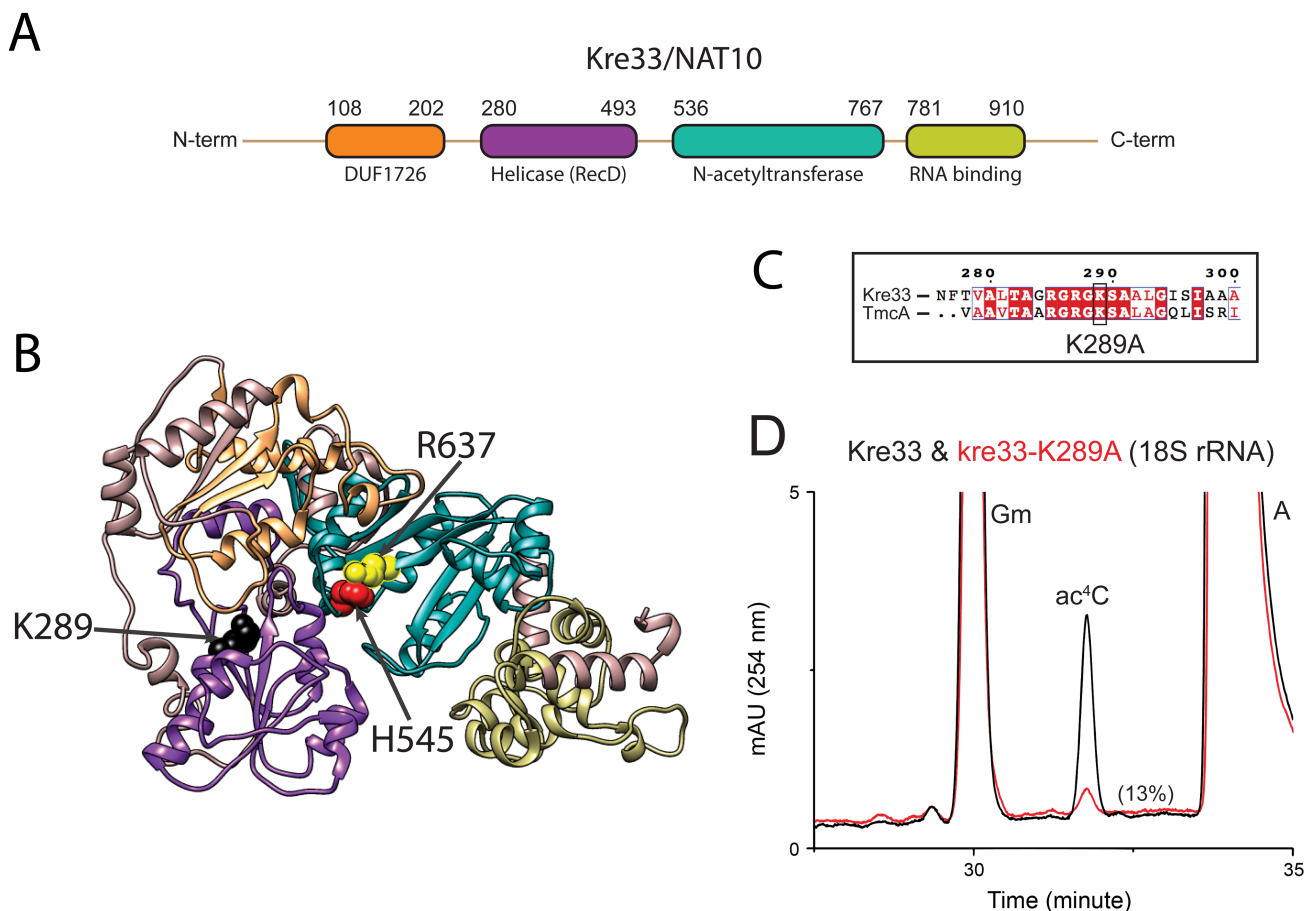 A
Kre33/NAT10
108 202 280 493 536 767 781 910
N-term C-term
DUF1726 Helicase (RecD) N-acetyltransferase RNA binding
B
R637
K289
H545
C
280 290 300
Kre33 – NFTVALTAGRGRGKSAALGISIAAA
TmcA – ..VAAVTAARGRGKSALAGQLISRI
K289A
D
Kre33 & kre33-K289A (18S rRNA)
5
Gm
A
ac⁴C
(13%)
mAU (254 nm)
0
30 35
Time (minute)